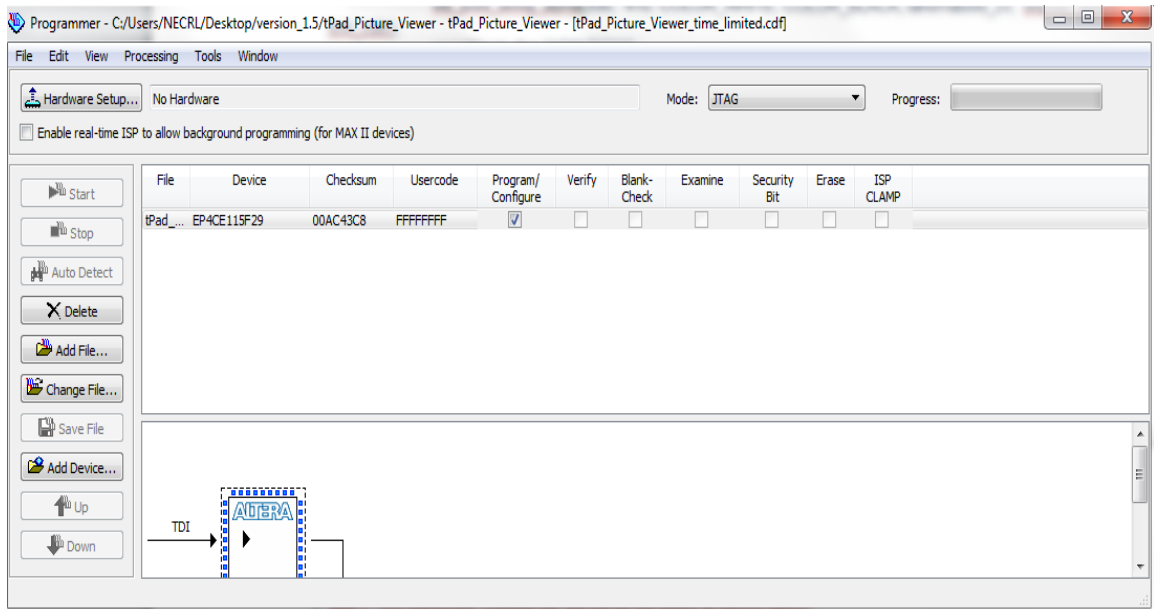 Programmer - C:/Users/NECRL/Desktop/version_1.5/tPad_Picture_Viewer - tPad_Picture_Viewer - [tPad_Picture_Viewer_time_limited.cdf]
File Edit View Processing Tools Window
Hardware Setup... No Hardware Mode: JTAG Progress:
Enable real-time ISP to allow background programming (for MAX II devices)
Start
Stop
Auto Detect
Delete
Add File...
Change File...
Save File
Add Device...
Up
Down
File Device Checksum Usercode Program/ Verify Blank- Examine Security Erase ISP
Configure Check Bit CLAMP
tPad_... EP4CE115F29 00AC43C8 FFFFFFFF
ALTERA
TDI